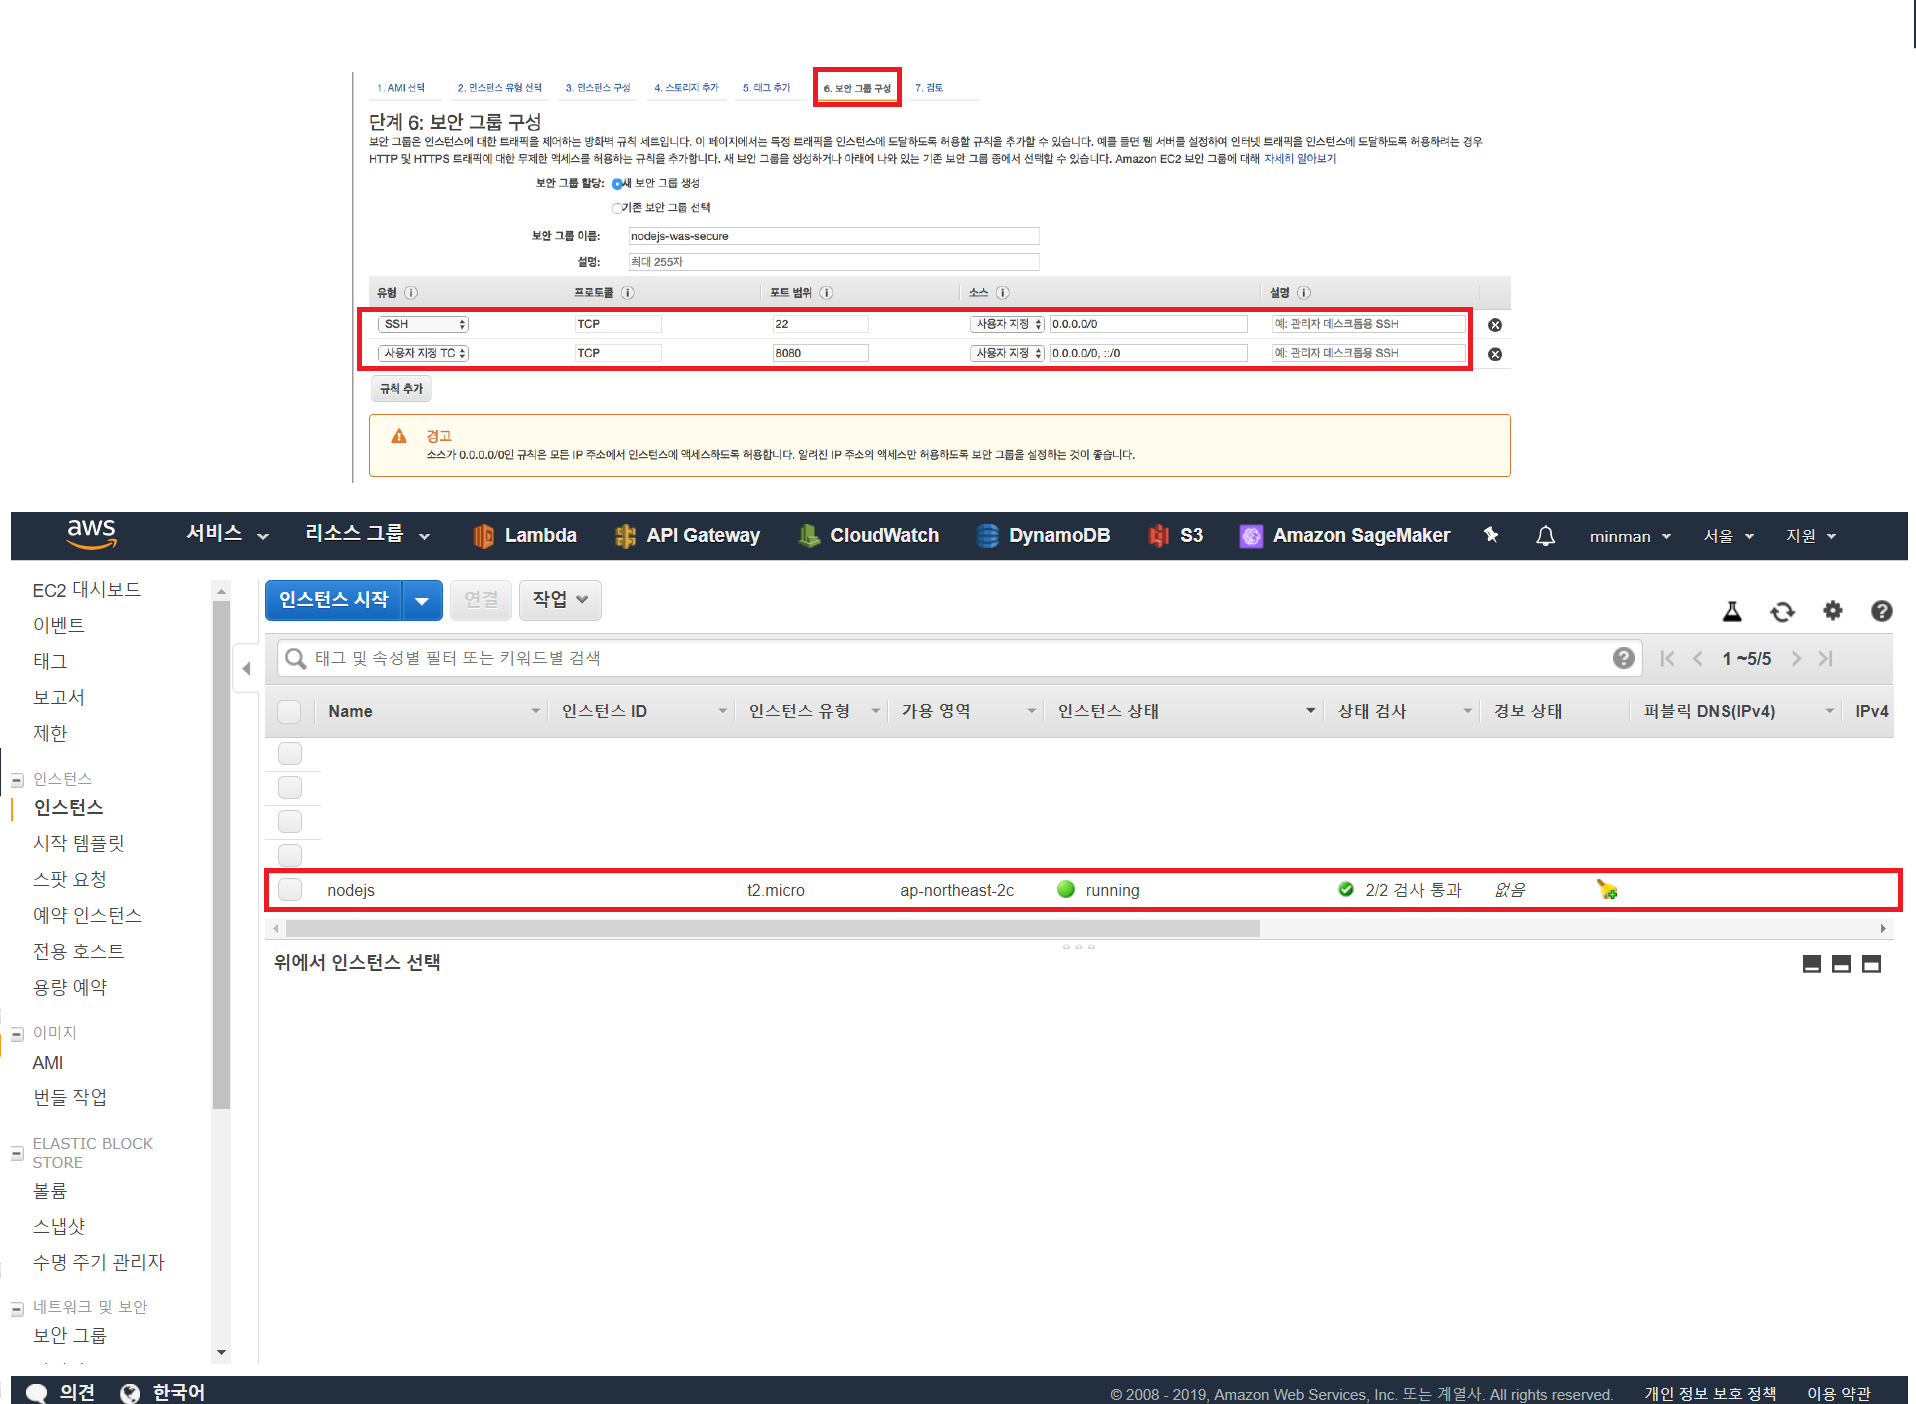 1. AMI 선택 2. 인스턴스 유형 선택 3. 인스턴스 구성 4. 스토리지 추가 5. 태그 추가 6. 보안 그룹 구성 7. 검토
단계 6: 보안 그룹 구성
보안 그룹은 인스턴스에 대한 트래픽을 제어하는 방화벽 규칙 세트입니다. 이 페이지에서는 특정 트래픽을 인스턴스에 도달하도록 허용할 규칙을 추가할 수 있습니다. 예를 들면 웹 서버를 설정하여 인터넷 트래픽을 인스턴스에 도달하도록 허용하려는 경우
HTTP 및 HTTPS 트래픽에 대한 무제한 액세스를 허용하는 규칙을 추가합니다. 새 보안 그룹을 생성하거나 아래에 나와 있는 기존 보안 그룹 중에서 선택할 수 있습니다. Amazon EC2 보안 그룹에 대해 자세히 알아보기
보안 그룹 할당: 새 보안 그룹 생성
기존 보안 그룹 선택
보안 그룹 이름: nodejs-was-secure
설명: 최대 255자
유형 프로토콜 포트 범위 소스 설명
SSH TCP 22 사용자 지정 0.0.0.0/0 예: 관리자 데스크톱용 SSH
사용자 지정 TC TCP 8080 사용자 지정 0.0.0.0/0, ::/0 예: 관리자 데스크톱용 SSH
규칙 추가
경고
소스가 0.0.0.0/0인 규칙은 모든 IP 주소에서 인스턴스에 액세스하도록 허용합니다. 알려진 IP 주소의 액세스만 허용하도록 보안 그룹을 설정하는 것이 좋습니다.
aws 서비스 리소스 그룹 Lambda API Gateway CloudWatch DynamoDB S3 Amazon SageMaker minman 서울 지원
EC2 대시보드
이벤트
태그
보고서
제한
인스턴스
인스턴스
시작 템플릿
스팟 요청
예약 인스턴스
전용 호스트
용량 예약
이미지
AMI
번들 작업
ELASTIC BLOCK
STORE
볼륨
스냅샷
수명 주기 관리자
네트워크 및 보안
보안 그룹
인스턴스 시작 연결 작업
태그 및 속성별 필터 또는 키워드별 검색 1 ~5/5
Name 인스턴스 ID 인스턴스 유형 가용 영역 인스턴스 상태 상태 검사 경보 상태 퍼블릭 DNS(IPv4) IPv4
nodejs t2.micro ap-northeast-2c running 2/2 검사 통과 없음
위에서 인스턴스 선택
의견 한국어 © 2008 - 2019, Amazon Web Services, Inc. 또는 계열사. All rights reserved. 개인 정보 보호 정책 이용 약관